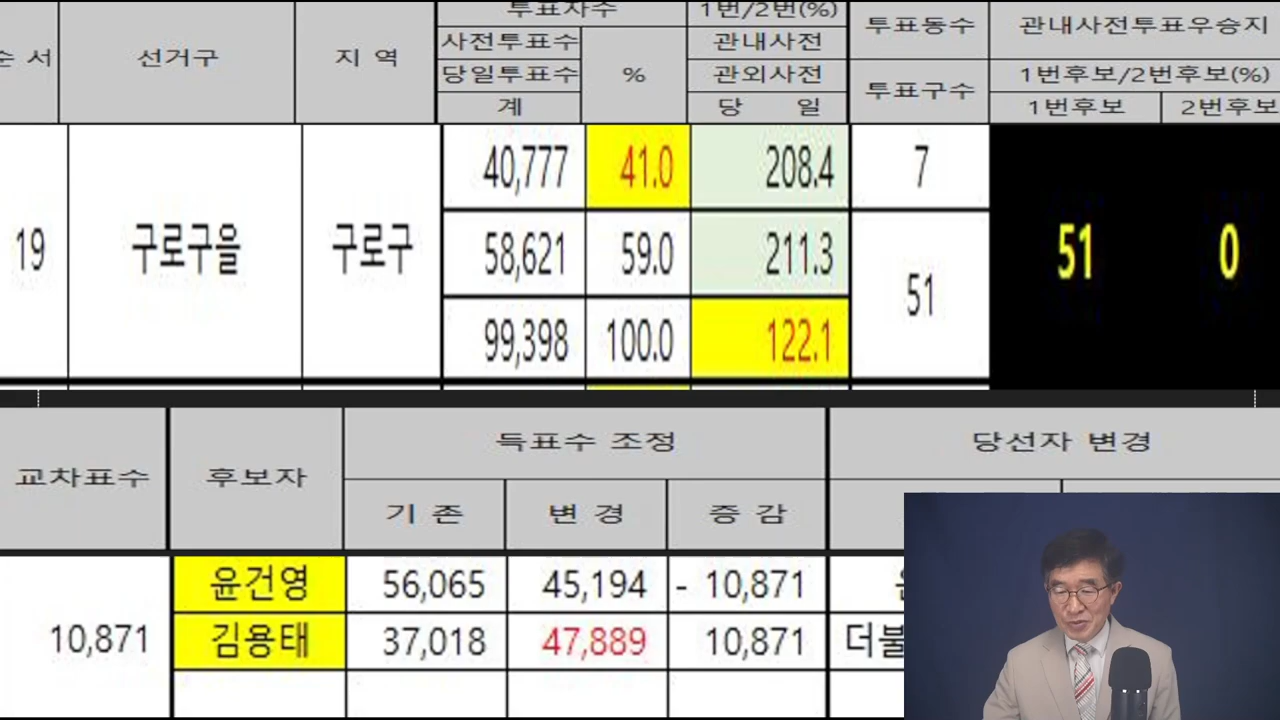 순 서 선거구 지 역 투표자수 1번/2번(%) 투표동수 관내사전투표우승지
사전투표수 % 관내사전
당일투표수 관외사전 투표구수 1번후보/2번후보(%)
계 당 일 1번후보 2번후보
19 구로구을 구로구 40,777 41.0 208.4 7 51 0
58,621 59.0 211.3 51
99,398 100.0 122.1
교차표수 후보자 득표수 조정 당선자 변경
기 존 변 경 증 감
10,871 윤건영 56,065 45,194 - 10,871
김용태 37,018 47,889 10,871 더불